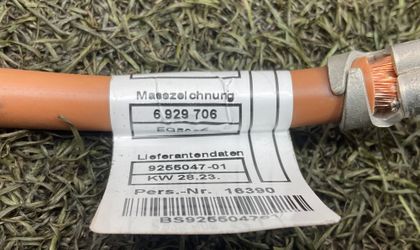 Masszeichnung
6 929 706
Lieferantendaten
9255047-01
KW 28.23.
Pers.-Nr. 16390